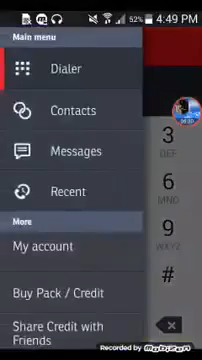 52% 4:49 PM
Main menu
Dialer
Contacts
Messages
Recent
More
My account
Buy Pack / Credit
Share Credit with
Friends
3
DEF
6
MNO
9
WXYZ
#
Recorded by